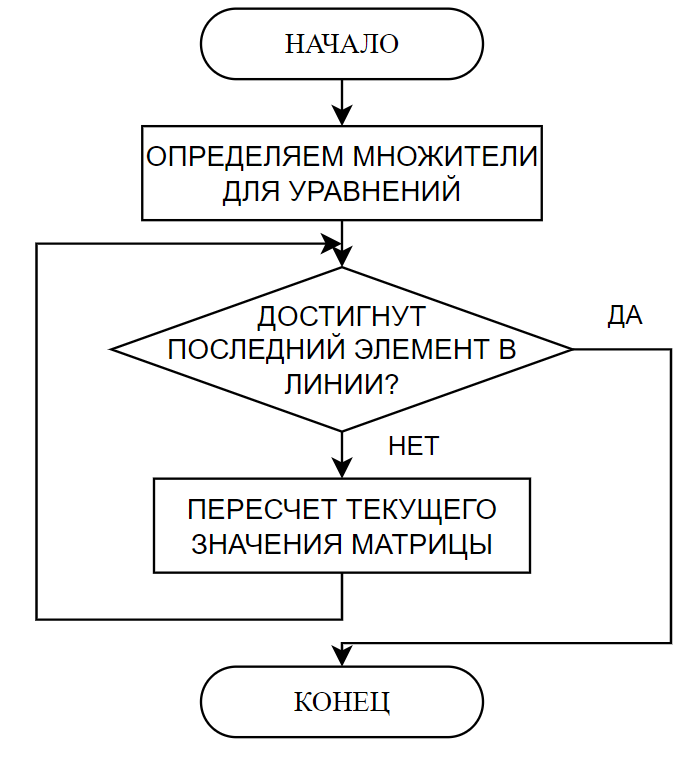 НАЧАЛО
ОПРЕДЕЛЯЕМ МНОЖИТЕЛИ
ДЛЯ УРАВНЕНИЙ
ДОСТИГНУТ
ПОСЛЕДНИЙ ЭЛЕМЕНТ В
ЛИНИИ?
ДА
НЕТ
ПЕРЕСЧЕТ ТЕКУЩЕГО
ЗНАЧЕНИЯ МАТРИЦЫ
КОНЕЦ